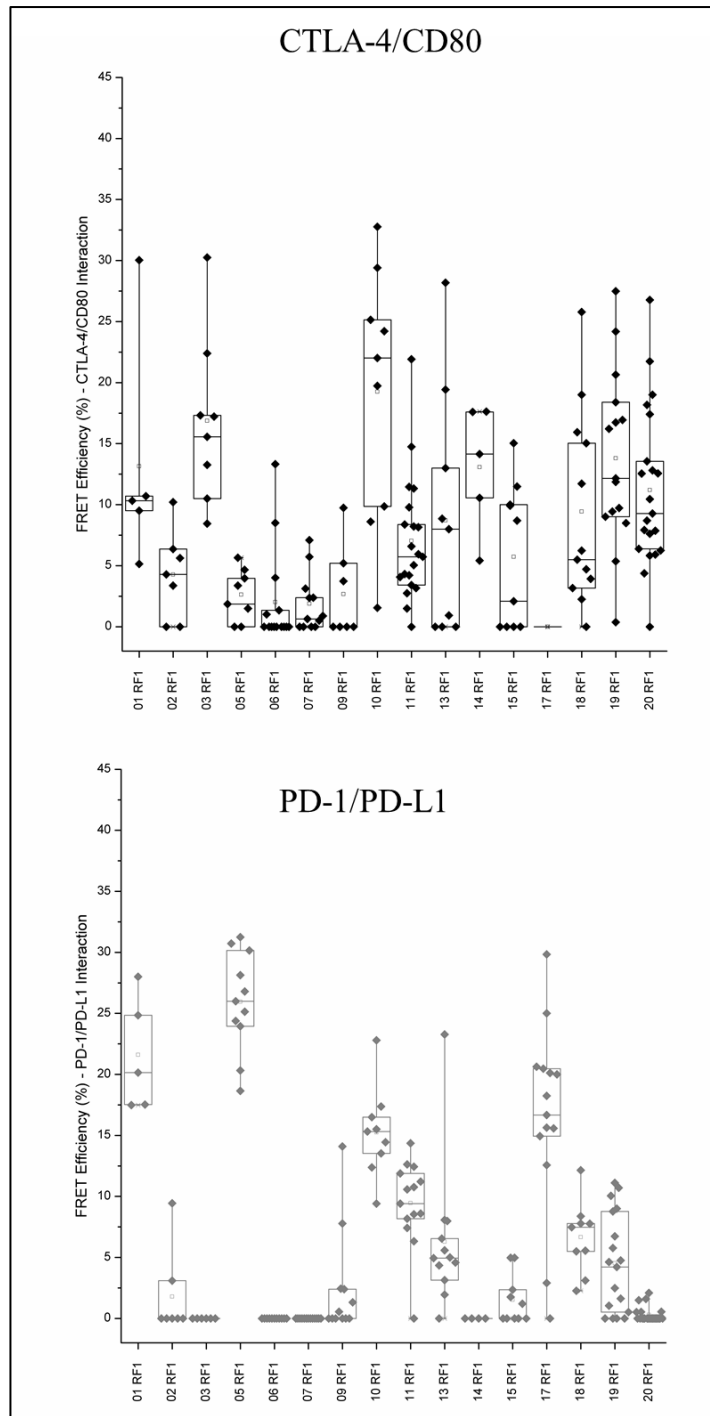 CTLA-4/CD80
45
40
35
30
25
20
15
10
5
0
FRET Efficiency (%) - CTLA-4/CD80 Interaction
01 RF1
02 RF1
03 RF1
05 RF1
06 RF1
07 RF1
09 RF1
10 RF1
11 RF1
13 RF1
14 RF1
15 RF1
17 RF1
18 RF1
19 RF1
20 RF1
PD-1/PD-L1
45
40
35
30
25
20
15
10
5
0
FRET Efficiency (%) - PD-1/PD-L1 Interaction
01 RF1
02 RF1
03 RF1
05 RF1
06 RF1
07 RF1
09 RF1
10 RF1
11 RF1
13 RF1
14 RF1
15 RF1
17 RF1
18 RF1
19 RF1
20 RF1